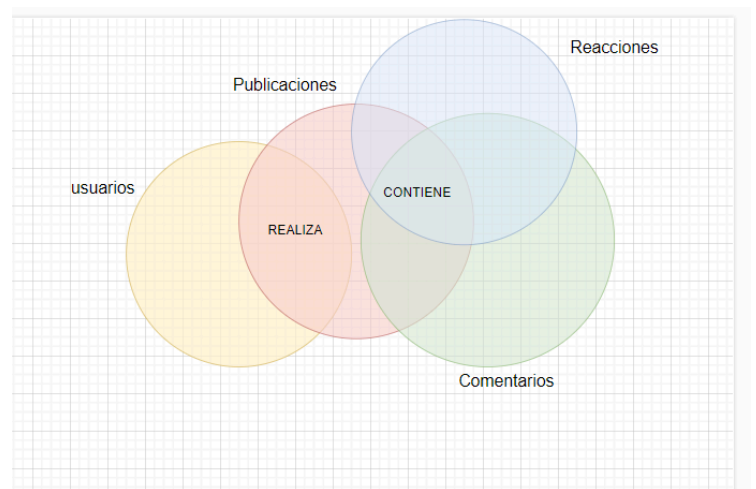 Reacciones
Publicaciones
usuarios
CONTIENE
REALIZA
Comentarios